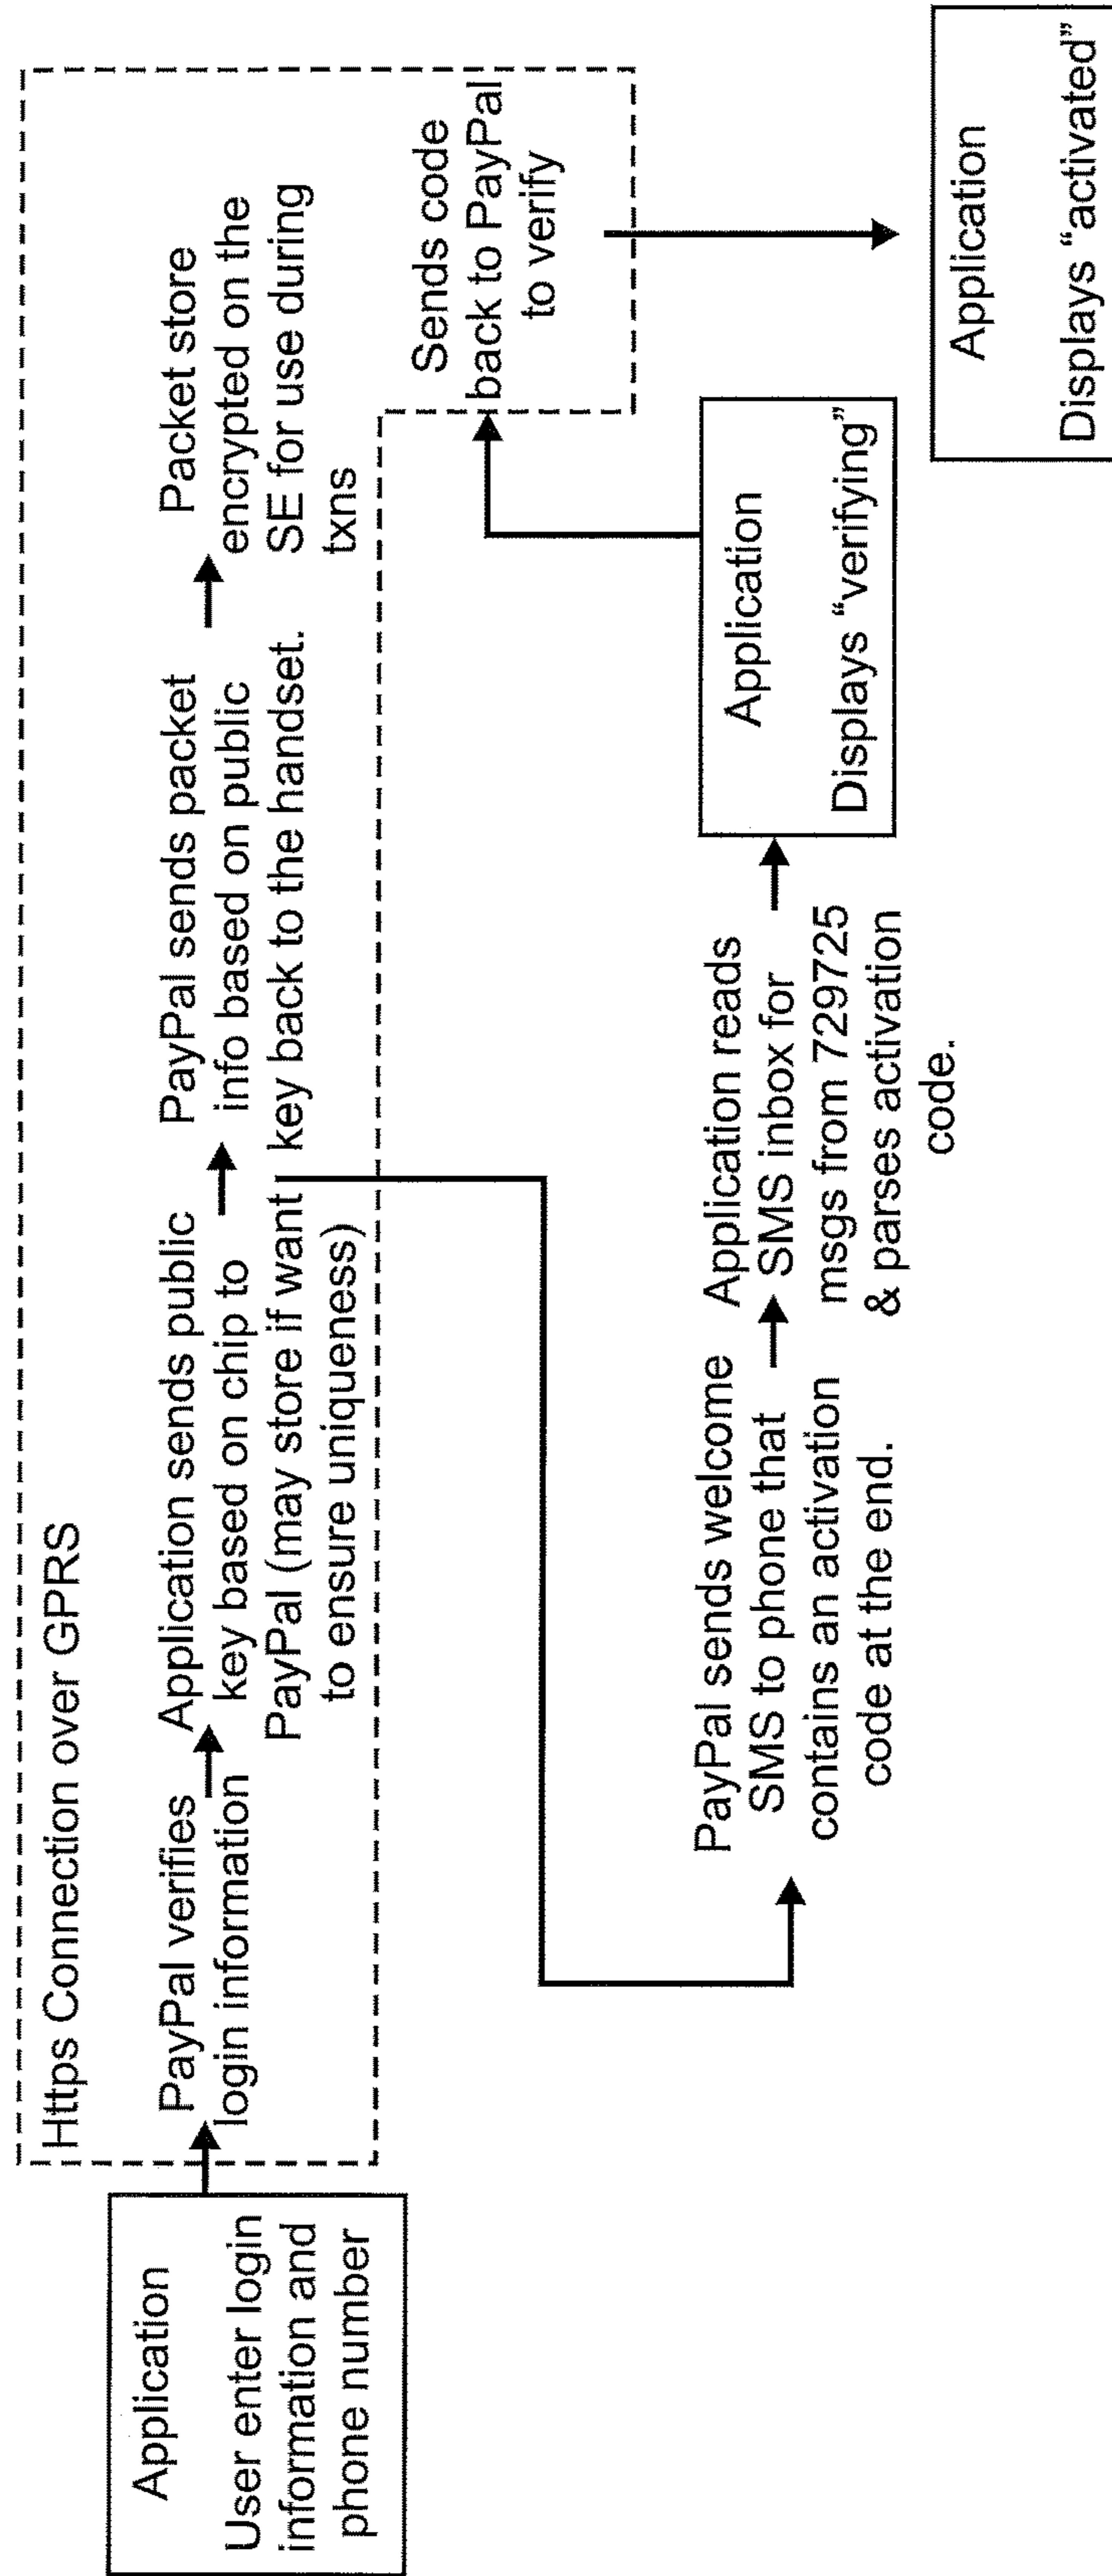 Https Connection over GPRS
Application
User enter login
information and
phone number
PayPal verifies
login information
Application sends public
key based on chip to
PayPal (may store if want
to ensure uniqueness)
PayPal sends packet
info based on public
key back to the handset.
Packet store
encrypted on the
SE for use during
txns
PayPal sends welcome
SMS to phone that
contains an activation
code at the end.
Application reads
SMS inbox for
msgs from 729725
& parses activation
code.
Application
Displays “verifying”
Sends code
back to PayPal
to verify
Application
Displays “activated”